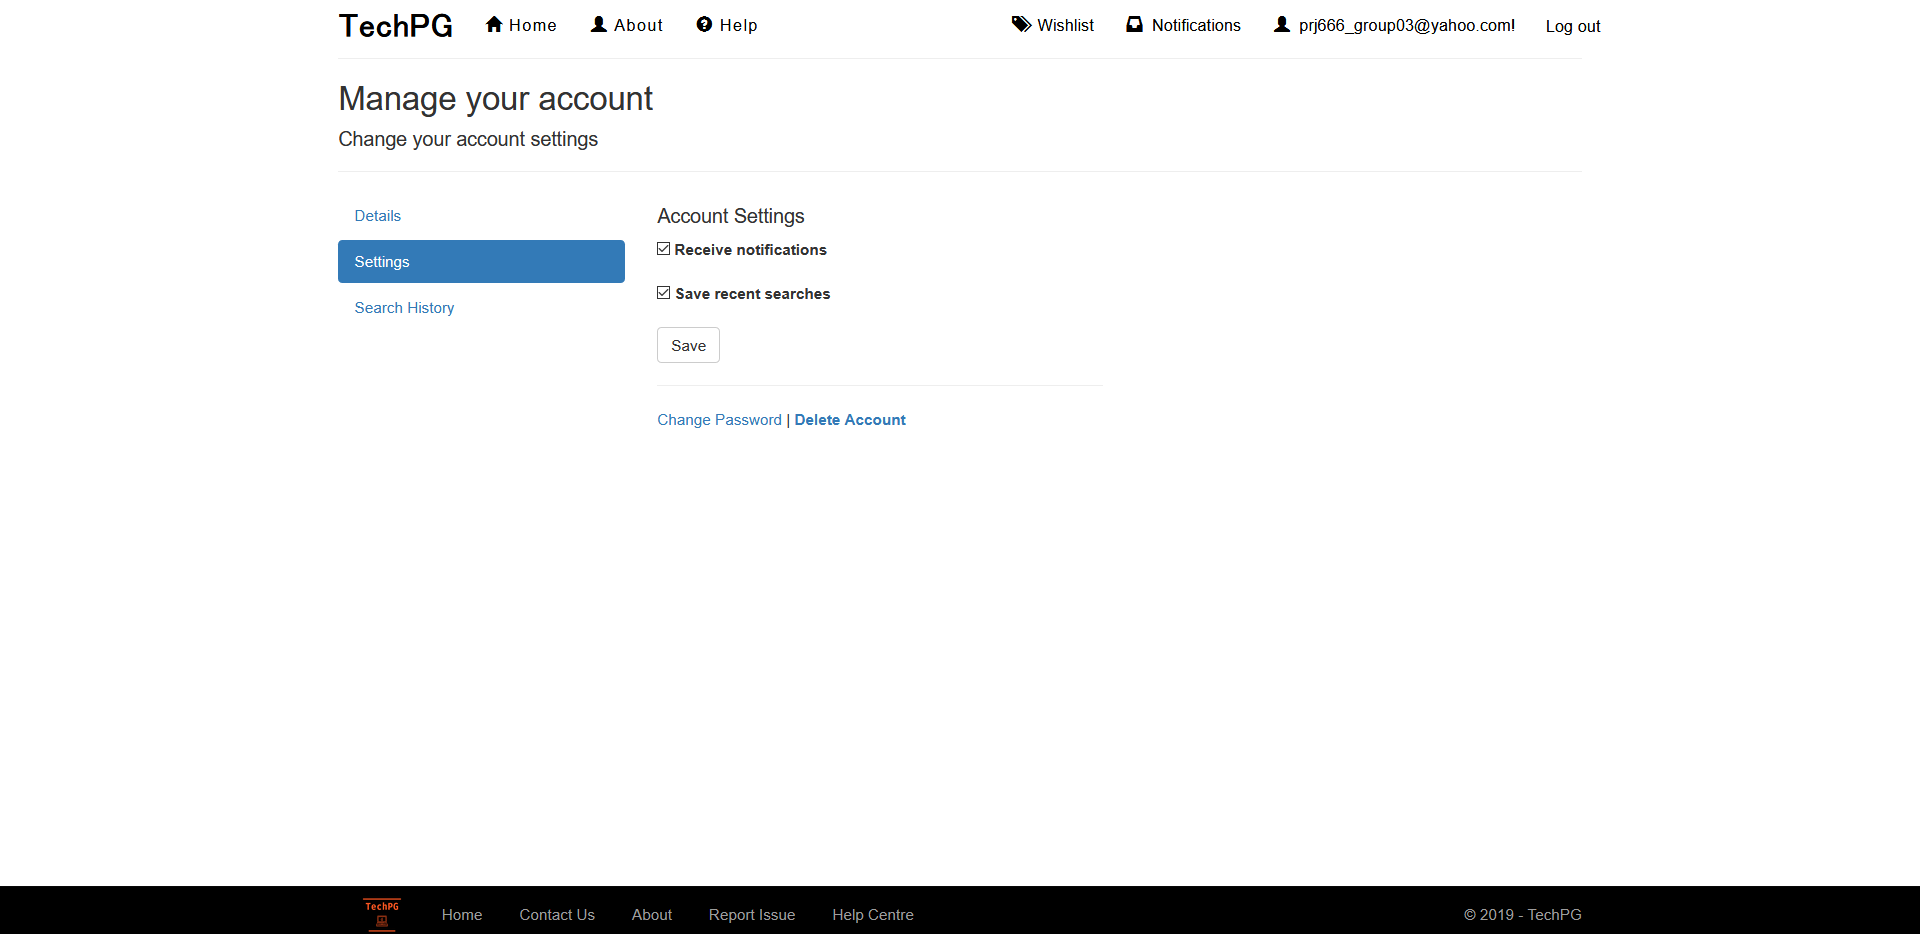 TechPG Home About Help Wishlist Notifications prj666_group03@yahoo.com! Log out
Manage your account
Change your account settings
Details
Settings
Search History
Account Settings
Receive notifications
Save recent searches
Save
Change Password | Delete Account
TechPG
Home Contact Us About Report Issue Help Centre © 2019 - TechPG